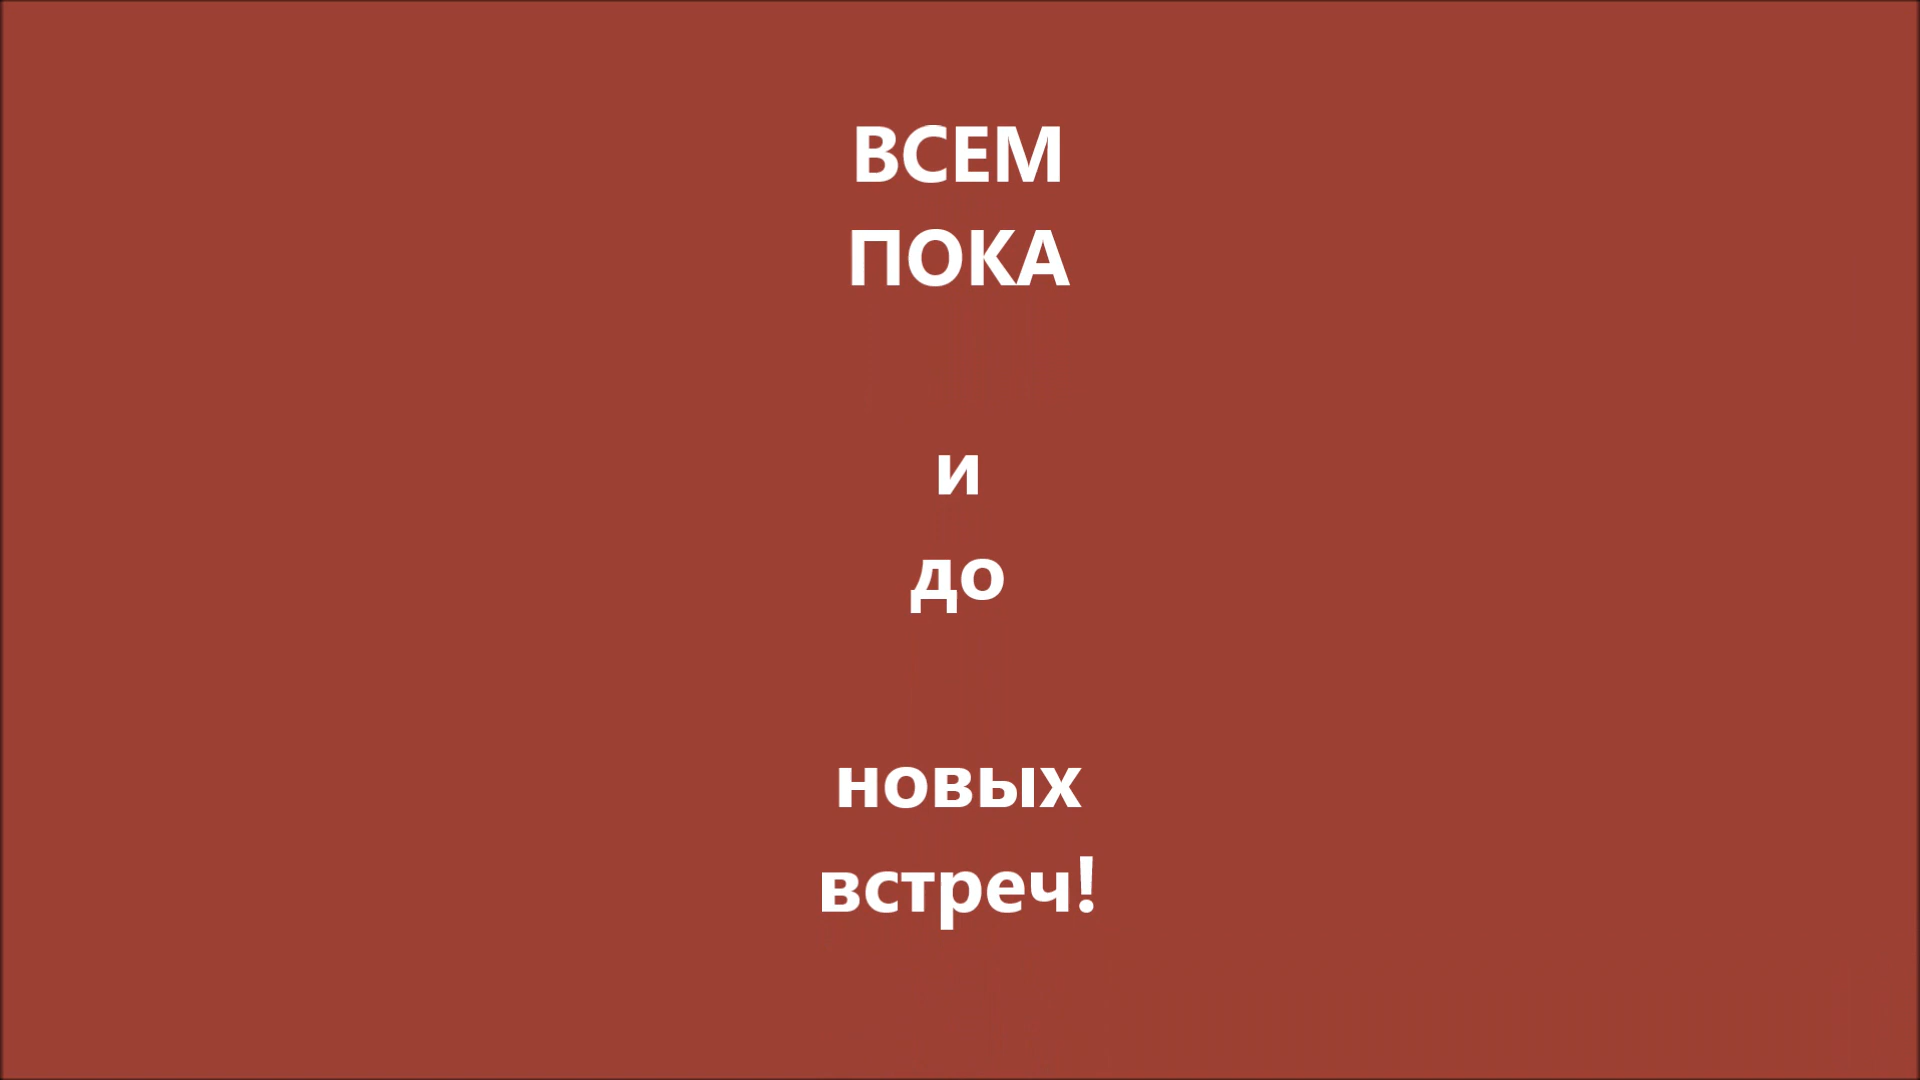 ВСЕМ
ПОКА
и
до
новых
встреч!